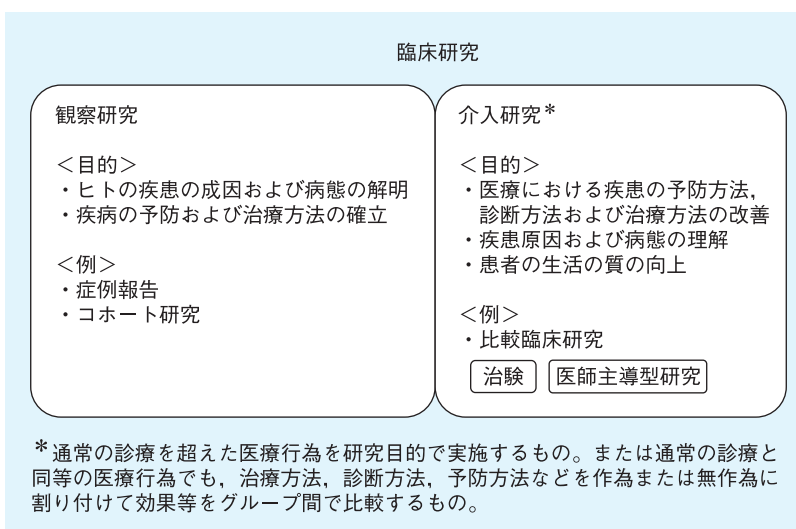 臨床研究
観察研究
＜目的＞
・ヒトの疾患の成因および病態の解明
・疾病の予防および治療方法の確立
＜例＞
・症例報告
・コホート研究
介入研究＊
＜目的＞
・医療における疾患の予防方法，
診断方法および治療方法の改善
・疾患原因および病態の理解
・患者の生活の質の向上
＜例＞
・比較臨床研究
治験 医師主導型研究
＊通常の診療を超えた医療行為を研究目的で実施するもの。または通常の診療と
同等の医療行為でも，治療方法，診断方法，予防方法などを作為または無作為に
割り付けて効果等をグループ間で比較するもの。